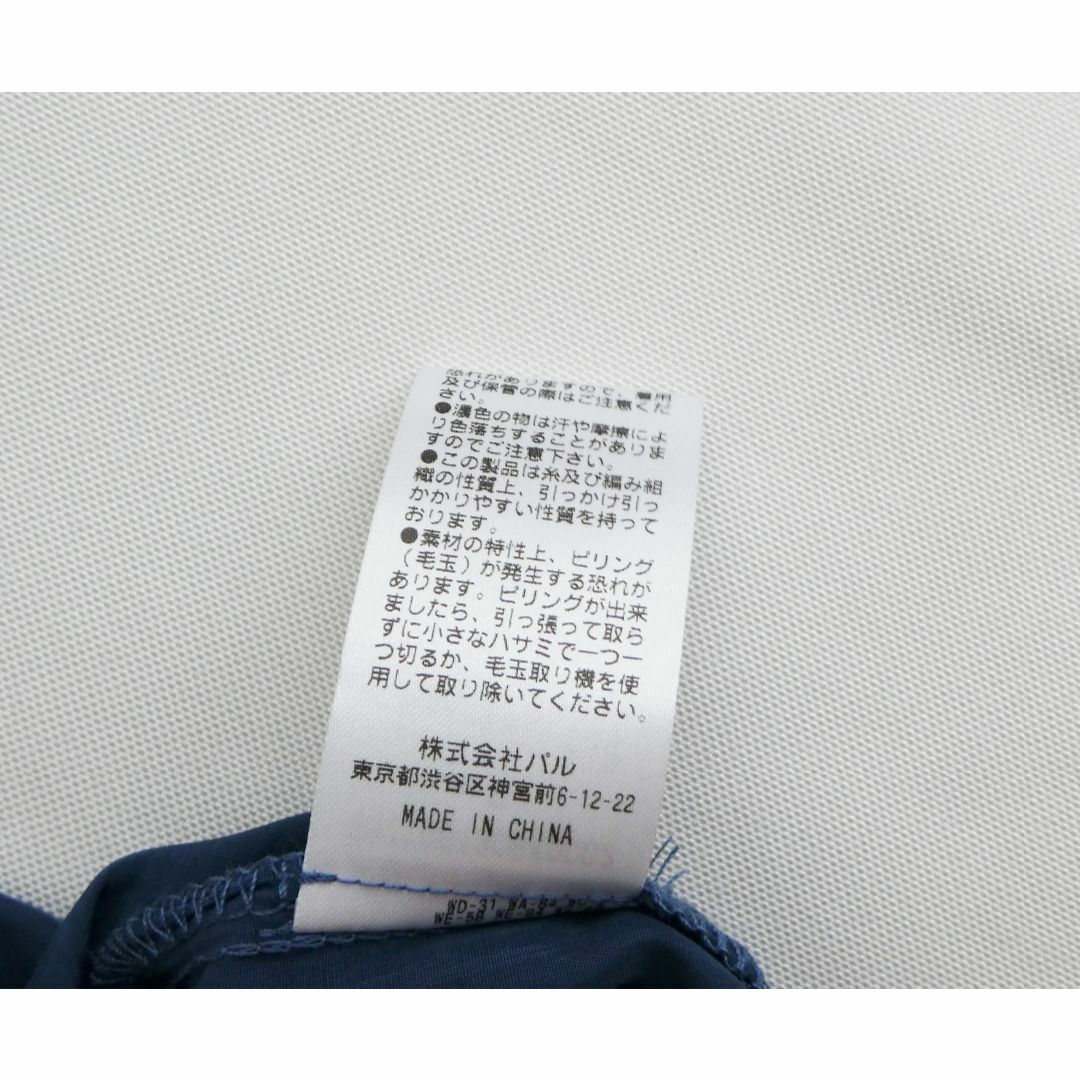 恐れがありますので、着用
及び保管の際はご注意くだ
さい。
●濃色の物は汗や摩擦によ
り色落ちすることがありま
すのでご注意下さい。
●この製品は糸及び編み組
織の性質上、引っかけ引っ
かかりやすい性質を持って
おります。
●素材の特性上、ピリング
(毛玉)が発生する恐れが
あります。ピリングが出来
ましたら、引っ張って取ら
ずに小さなハサミで一つ一
つ切るか、毛玉取り機を使
用して取り除いてください。
株式会社パル
東京都渋谷区神宮前6-12-22
MADE IN CHINA
WD-31 WA-84
WE-58